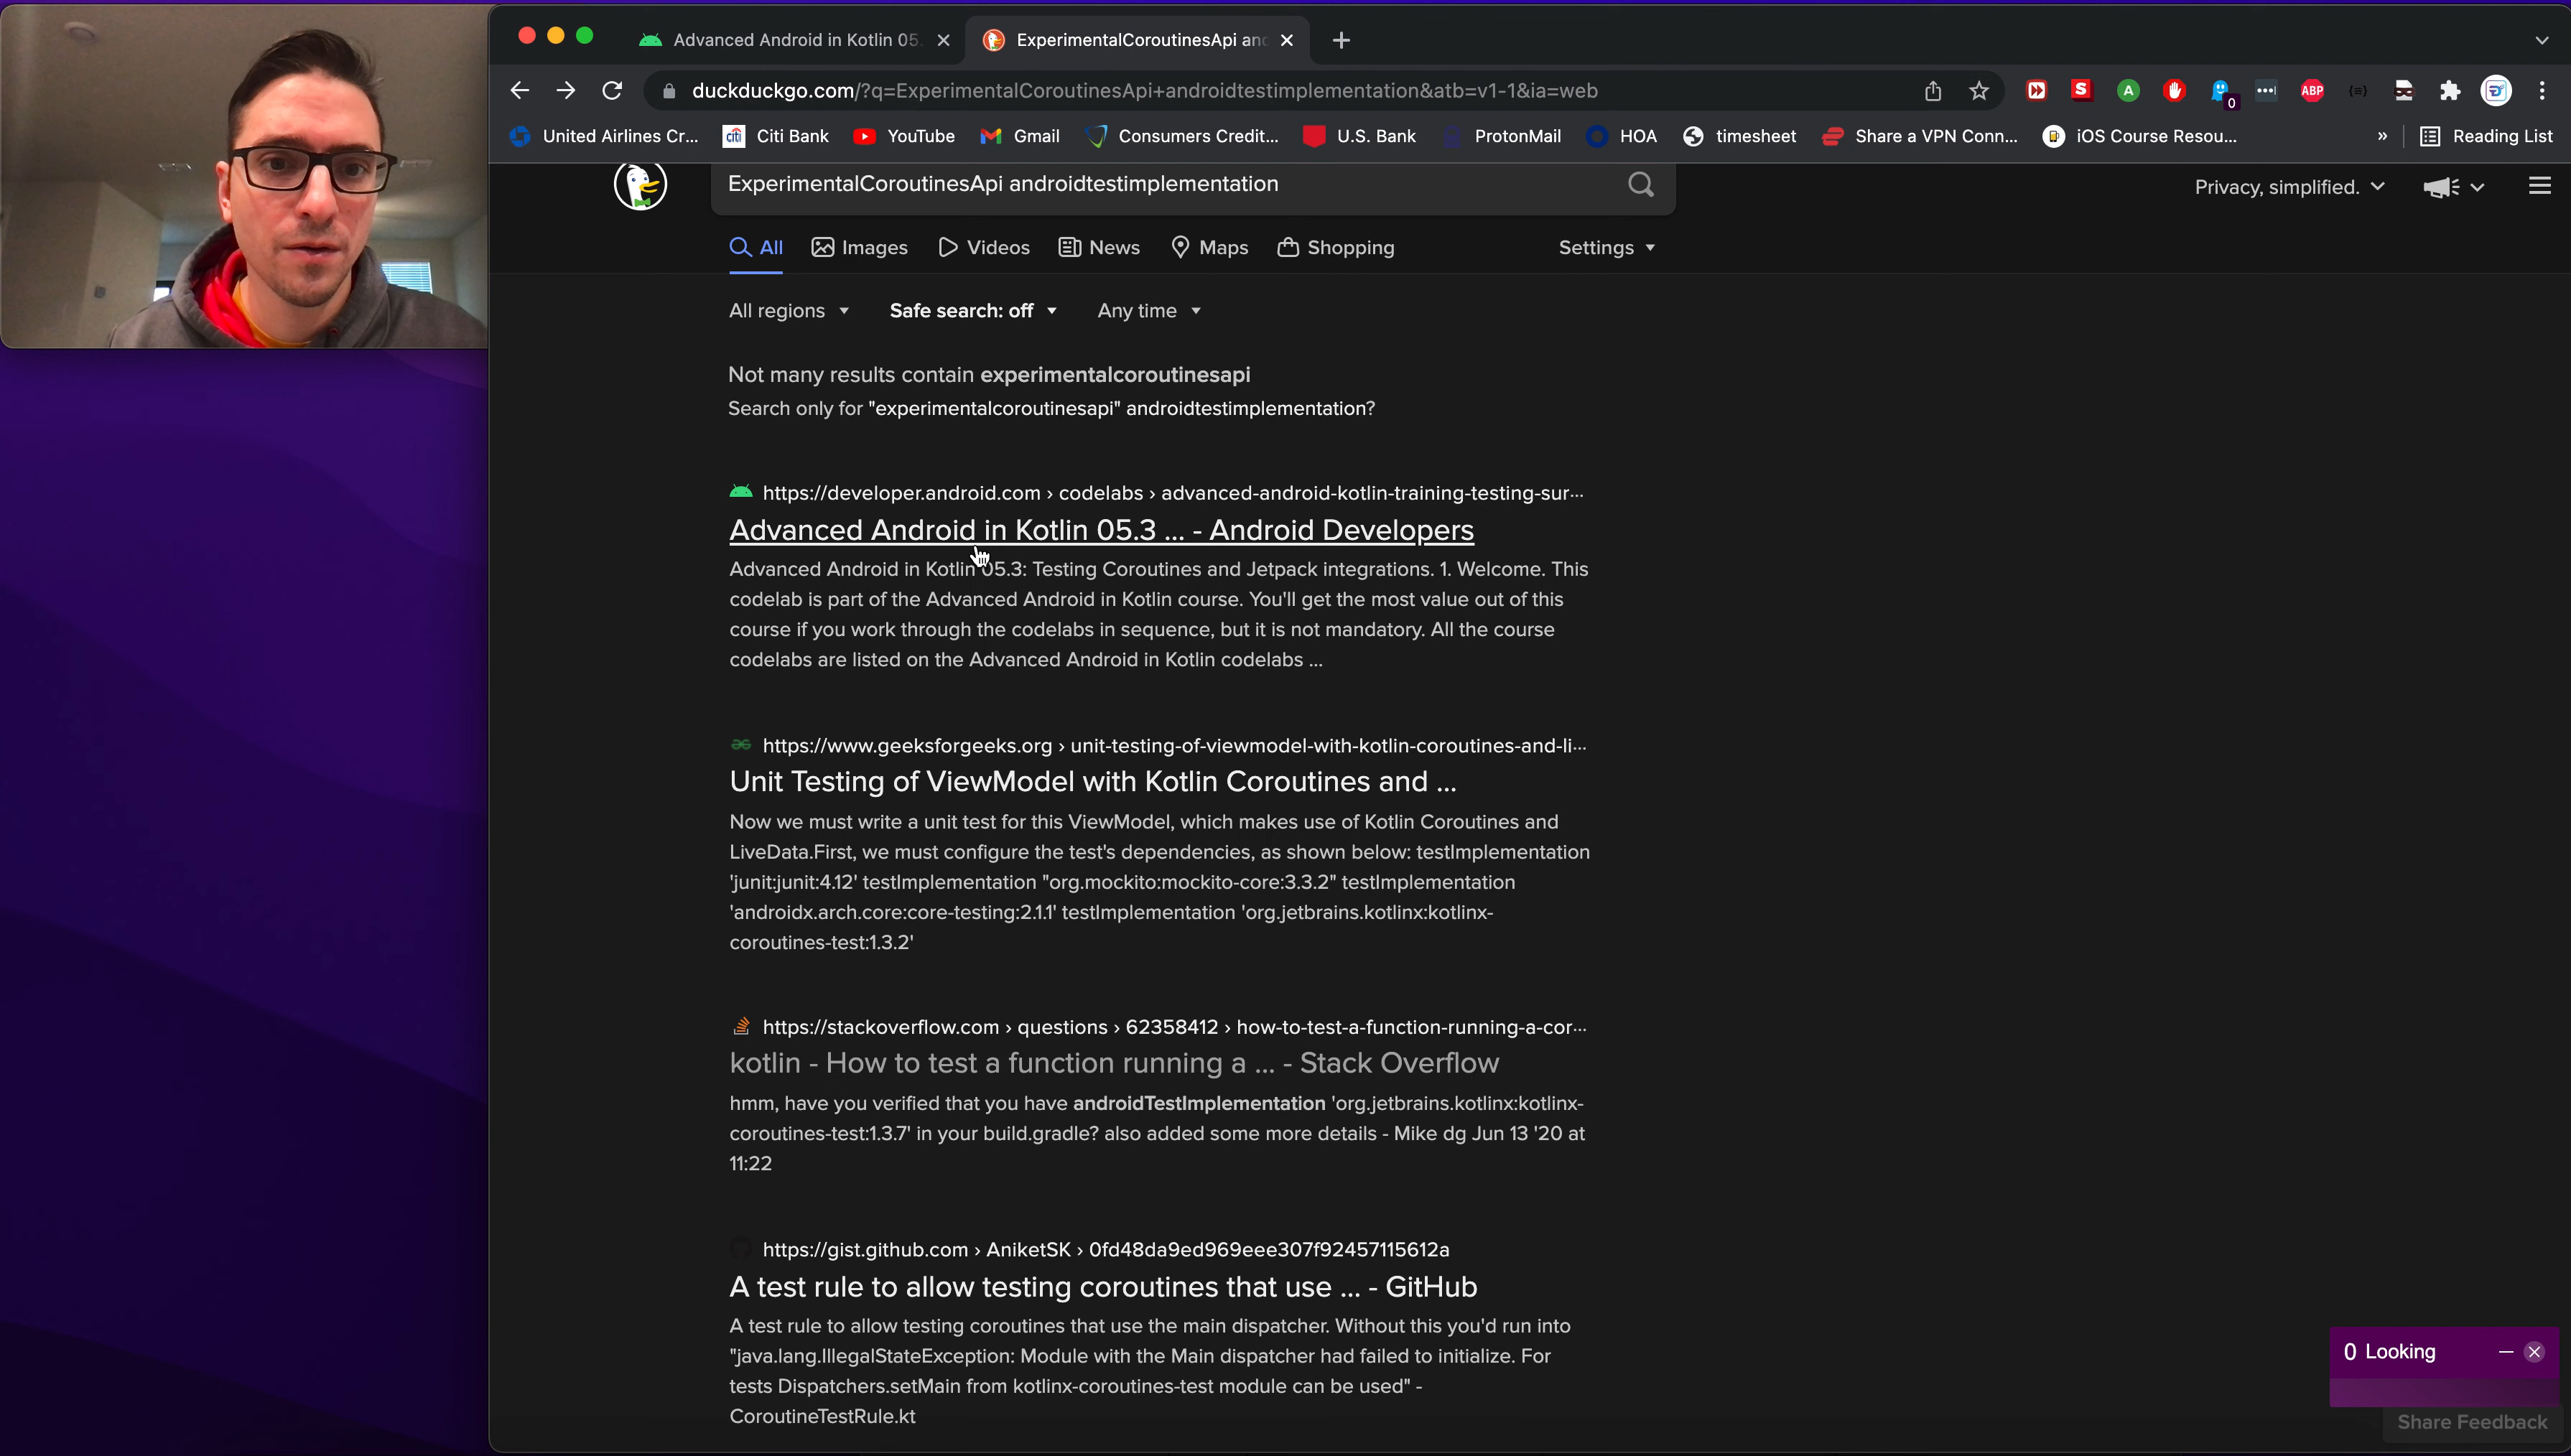 Advanced Android in Kotlin 05.
ExperimentalCoroutinesApi and
duckduckgo.com/?q=ExperimentalCoroutinesApi+androidtestimplementation&atb=v1-1&ia=web
S
A
0
ABP
United Airlines Cr...
citi
Citi Bank
YouTube
Gmail
Consumers Credit...
U.S. Bank
ProtonMail
HOA
timesheet
Share a VPN Conn...
iOS Course Resou...
»
Reading List
ExperimentalCoroutinesApi androidtestimplementation
Privacy, simplified.
All
Images
Videos
News
Maps
Shopping
Settings
All regions
Safe search: off
Any time
Not many results contain experimentalcoroutinesapi
Search only for "experimentalcoroutinesapi" androidtestimplementation?
https://developer.android.com › codelabs › advanced-android-kotlin-training-testing-sur...
Advanced Android in Kotlin 05.3 ... - Android Developers
Advanced Android in Kotlin 05.3: Testing Coroutines and Jetpack integrations. 1. Welcome. This
codelab is part of the Advanced Android in Kotlin course. You'll get the most value out of this
course if you work through the codelabs in sequence, but it is not mandatory. All the course
codelabs are listed on the Advanced Android in Kotlin codelabs ...
https://www.geeksforgeeks.org › unit-testing-of-viewmodel-with-kotlin-coroutines-and-li...
Unit Testing of ViewModel with Kotlin Coroutines and ...
Now we must write a unit test for this ViewModel, which makes use of Kotlin Coroutines and
LiveData.First, we must configure the test's dependencies, as shown below: testImplementation
'junit:junit:4.12' testImplementation "org.mockito:mockito-core:3.3.2" testImplementation
'androidx.arch.core:core-testing:2.1.1' testImplementation 'org.jetbrains.kotlinx:kotlinx-
coroutines-test:1.3.2'
https://stackoverflow.com › questions › 62358412 › how-to-test-a-function-running-a-cor...
kotlin - How to test a function running a ... - Stack Overflow
hmm, have you verified that you have androidTestImplementation 'org.jetbrains.kotlinx:kotlinx-
coroutines-test:1.3.7' in your build.gradle? also added some more details - Mike dg Jun 13 '20 at
11:22
https://gist.github.com › AniketSK › 0fd48da9ed969eee307f92457115612a
A test rule to allow testing coroutines that use ... - GitHub
A test rule to allow testing coroutines that use the main dispatcher. Without this you'd run into
"java.lang.IllegalStateException: Module with the Main dispatcher had failed to initialize. For
tests Dispatchers.setMain from kotlinx-coroutines-test module can be used" -
CoroutineTestRule.kt
0 Looking
Share Feedback